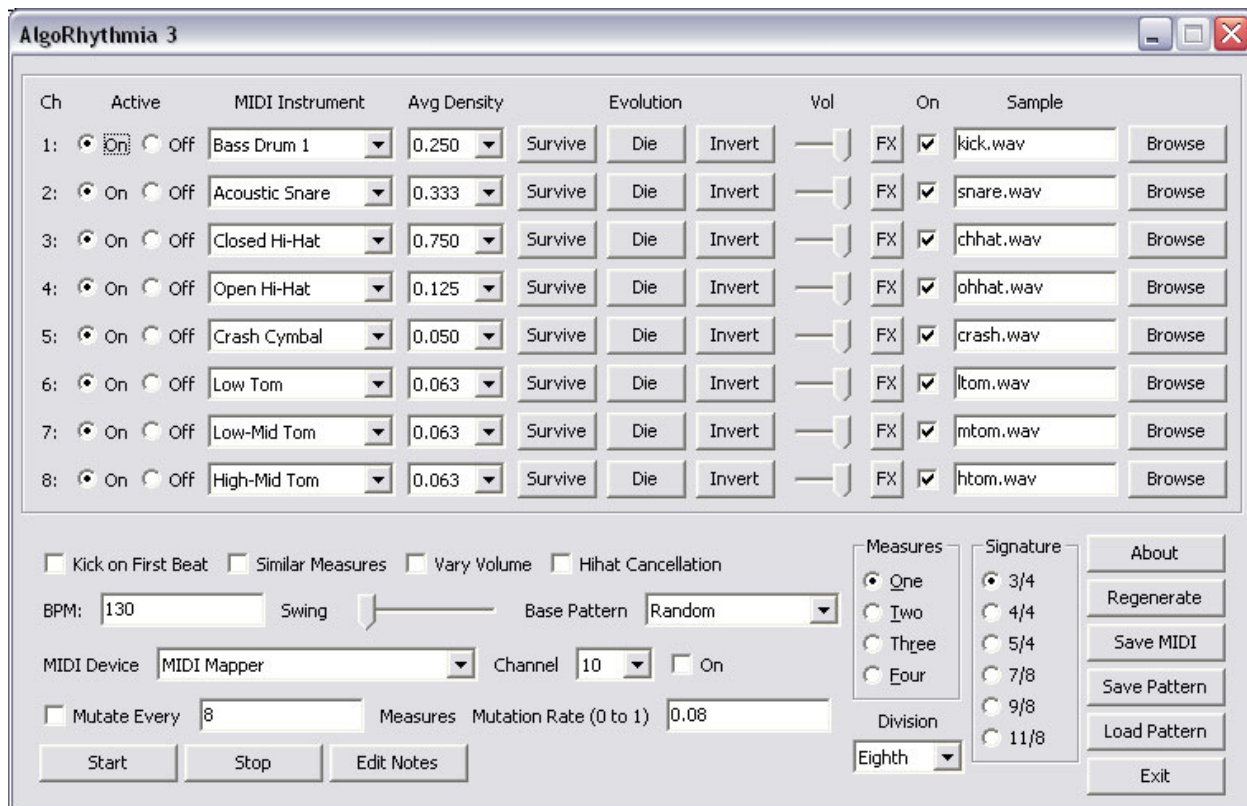 AlgoRhythmia 3
Ch Active MIDI Instrument Avg Density Evolution Vol On Sample
1: On Off Bass Drum 1 0.250 Survive Die Invert FX kick.wav Browse
2: On Off Acoustic Snare 0.333 Survive Die Invert FX snare.wav Browse
3: On Off Closed Hi-Hat 0.750 Survive Die Invert FX chhat.wav Browse
4: On Off Open Hi-Hat 0.125 Survive Die Invert FX ohhat.wav Browse
5: On Off Crash Cymbal 0.050 Survive Die Invert FX crash.wav Browse
6: On Off Low Tom 0.063 Survive Die Invert FX ltom.wav Browse
7: On Off Low-Mid Tom 0.063 Survive Die Invert FX mtom.wav Browse
8: On Off High-Mid Tom 0.063 Survive Die Invert FX htom.wav Browse
Kick on First Beat Similar Measures Vary Volume Hihat Cancellation
BPM: 130 Swing Base Pattern Random
MIDI Device MIDI Mapper Channel 10 On
Mutate Every 8 Measures Mutation Rate (0 to 1) 0.08
Start Stop Edit Notes
Measures
One
Two
Three
Four
Division
Eighth
Signature
3/4
4/4
5/4
7/8
9/8
11/8
About
Regenerate
Save MIDI
Save Pattern
Load Pattern
Exit